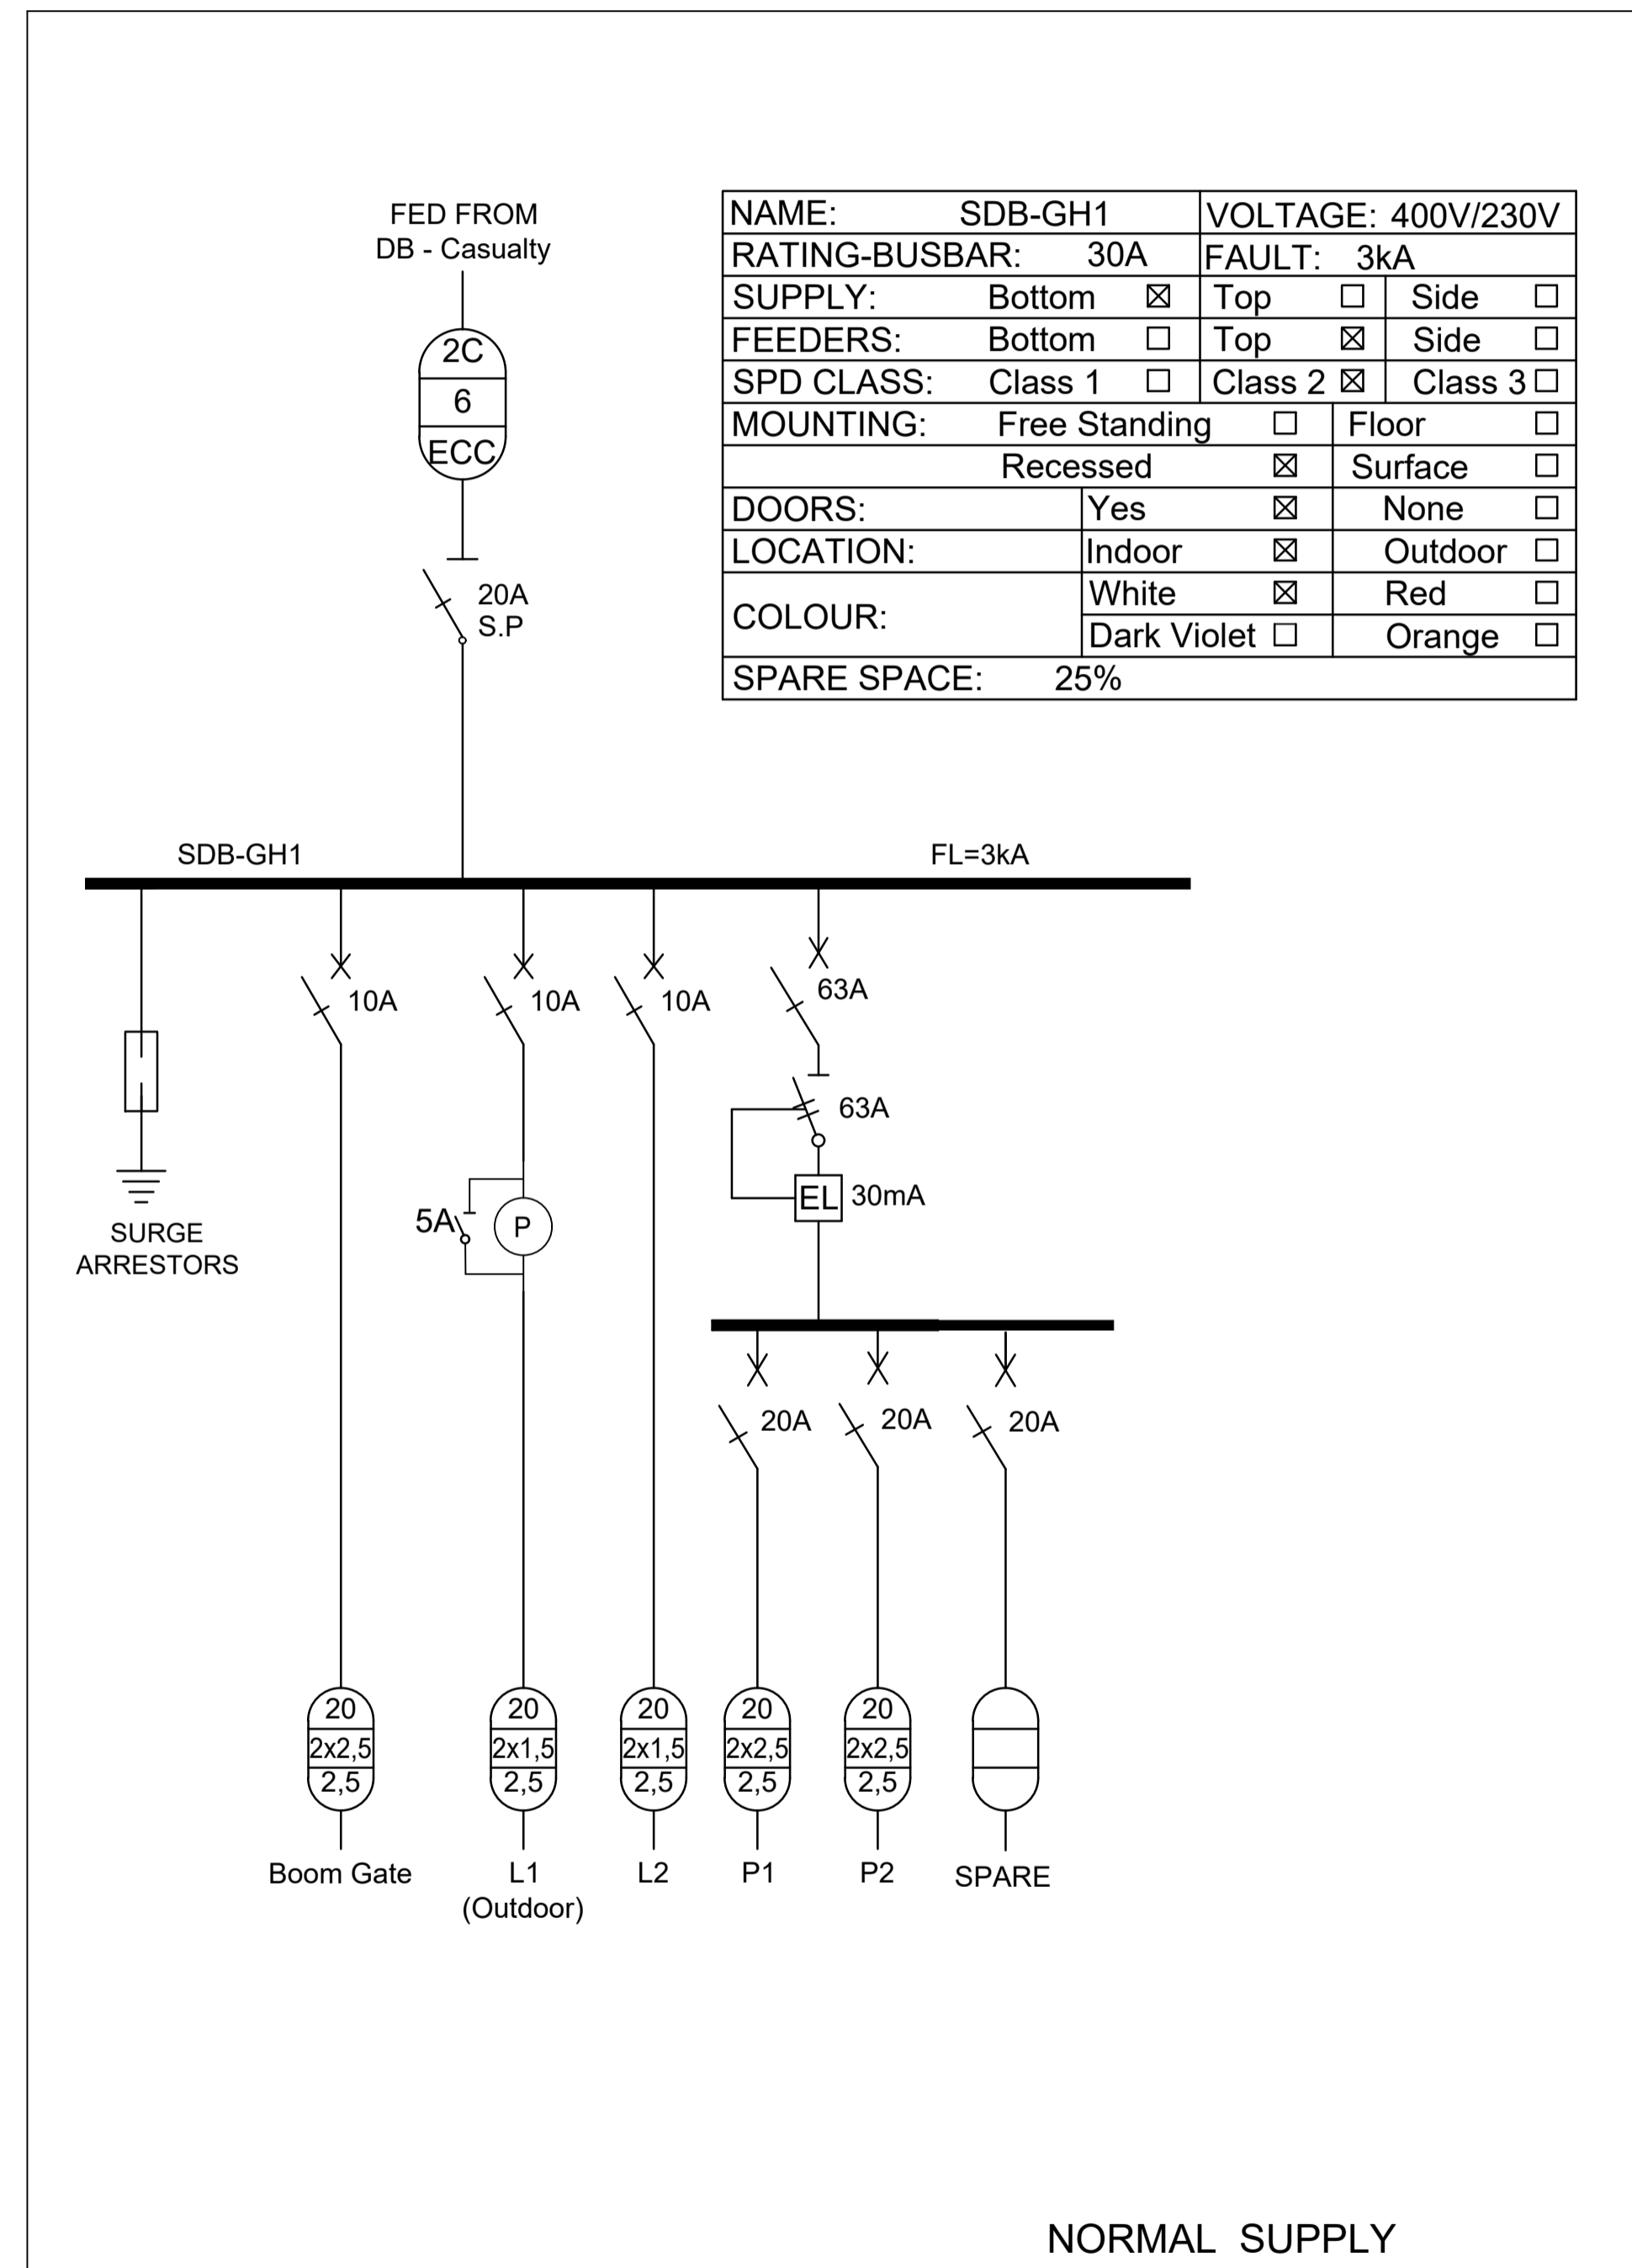 FED FROM
DB - Casualty
2C
6
ECC
20A
S.P
NAME: SDB-GH1 VOLTAGE: 400V/230V
RATING-BUSBAR: 30A FAULT: 3kA
SUPPLY: Bottom ☒ Top ☐ Side ☐
FEEDERS: Bottom ☐ Top ☒ Side ☐
SPD CLASS: Class 1 ☐ Class 2 ☒ Class 3 ☐
MOUNTING: Free Standing ☐ Floor ☐
Recessed ☒ Surface ☐
DOORS: Yes ☒ None ☐
LOCATION: Indoor ☒ Outdoor ☐
COLOUR: White ☒ Red ☐
Dark Violet ☐ Orange ☐
SPARE SPACE: 25%
SDB-GH1 FL=3kA
10A 10A 10A 63A
63A
5A P EL 30mA
SURGE
ARRESTORS
20A 20A 20A
20 20 20 20 20
2x2,5 2x1,5 2x1,5 2x2,5 2x2,5
2,5 2,5 2,5 2,5 2,5
Boom Gate L1 L2 P1 P2 SPARE
(Outdoor)
NORMAL SUPPLY